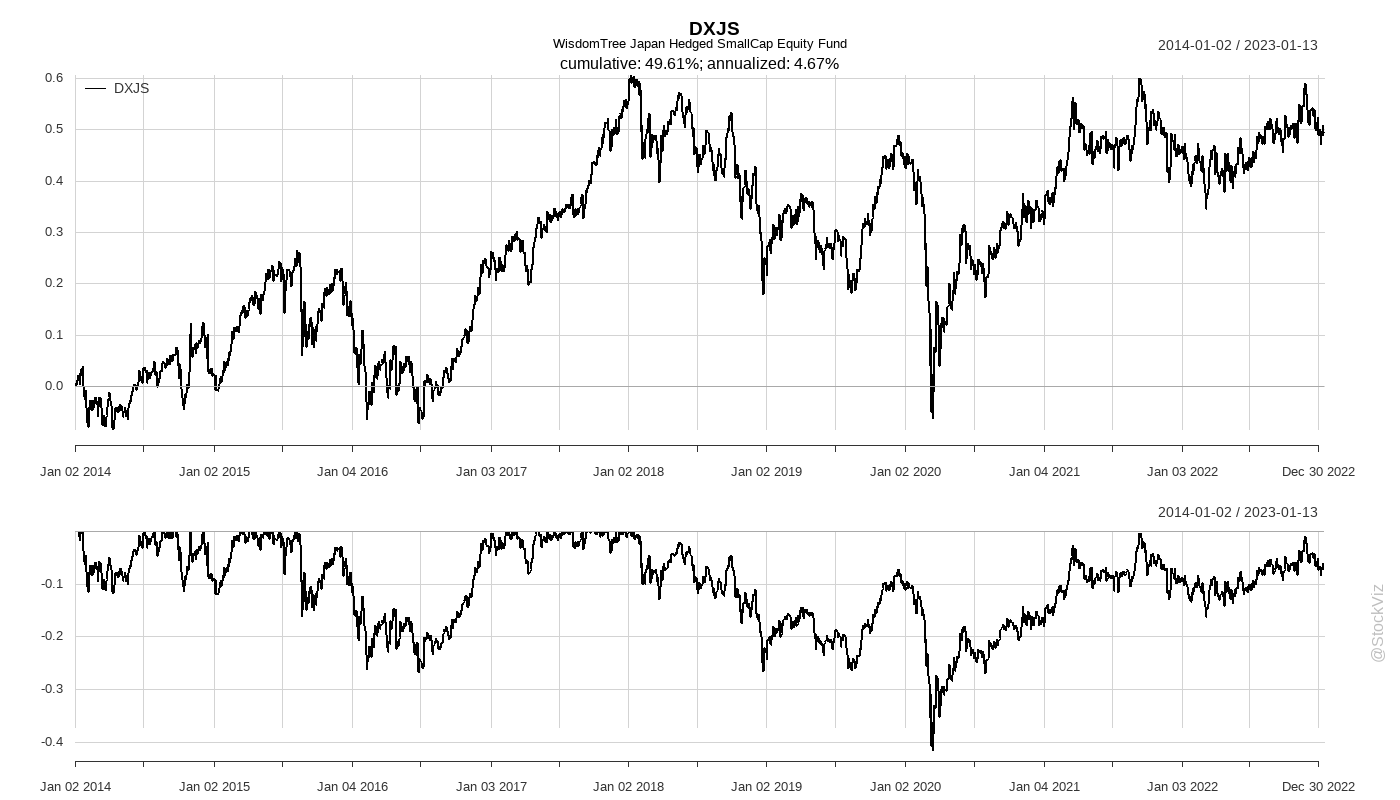 DXJS
WisdomTree Japan Hedged SmallCap Equity Fund
2014-01-02 / 2023-01-13
cumulative: 49.61%; annualized: 4.67%
DXJS
0.6
0.5
0.4
0.3
0.2
0.1
0.0
Jan 02 2014 Jan 02 2015 Jan 04 2016 Jan 03 2017 Jan 02 2018 Jan 02 2019 Jan 02 2020 Jan 04 2021 Jan 03 2022 Dec 30 2022
2014-01-02 / 2023-01-13
-0.1
-0.2
-0.3
-0.4
Jan 02 2014 Jan 02 2015 Jan 04 2016 Jan 03 2017 Jan 02 2018 Jan 02 2019 Jan 02 2020 Jan 04 2021 Jan 03 2022 Dec 30 2022
@StockViz